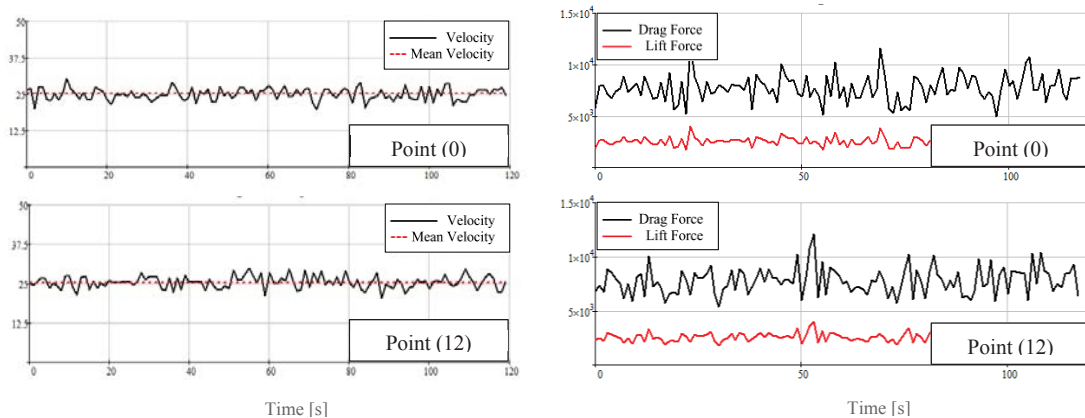 50
37.5
25
12.5
Velocity
Mean Velocity
Point (0)
0
20
40
60
80
100
120
1.5×10⁴
1×10⁴
5×10³
Drag Force
Lift Force
Point (0)
0
50
100
50
37.5
25
12.5
Velocity
Mean Velocity
Point (12)
0
20
40
60
80
100
120
Time [s]
1.5×10⁴
1×10⁴
5×10³
Drag Force
Lift Force
Point (12)
0
50
100
Time [s]